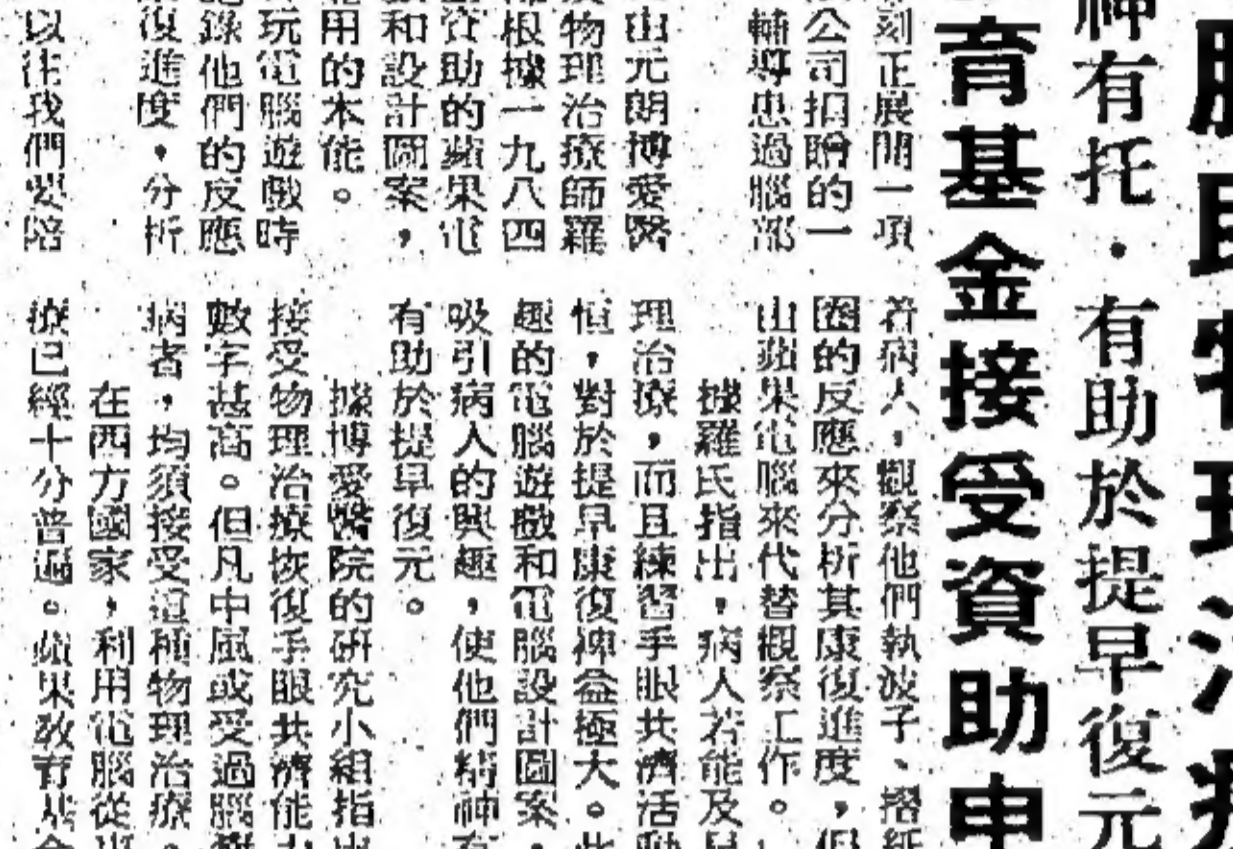 腦
神有托·有助於提早復元
育基金接受資助申
刻正展開一項
公司捐贈的一
輔導患過腦部
由元朗博愛醫
物理治療師羅
根據一九八四
資助的蘋果電
和設計圖案，
用的本能。
玩電腦遊戲時
錄他們的反應
復進度，分析
以往我們要陪
著病人，觀察他們執波子、摺紙
圈的反應來分析其康復進度，但
山蘋果電腦來代替觀察工作。
據羅氏指出，病人若能及早
理治療，而且練習手眼共濟活動
恒，對於提早康復裨益極大。此
趣的電腦遊戲和電腦設計圖案，
吸引病人的興趣，使他們精神有
有助於提早復元。
據博愛醫院的研究小組指出
接受物理治療恢復手眼共濟能力
數字甚高。但凡中風或受過腦
病者，均須接受這種物理治療。
在西方國家，利用電腦從事
療已經十分普遍。蘋果教育基金